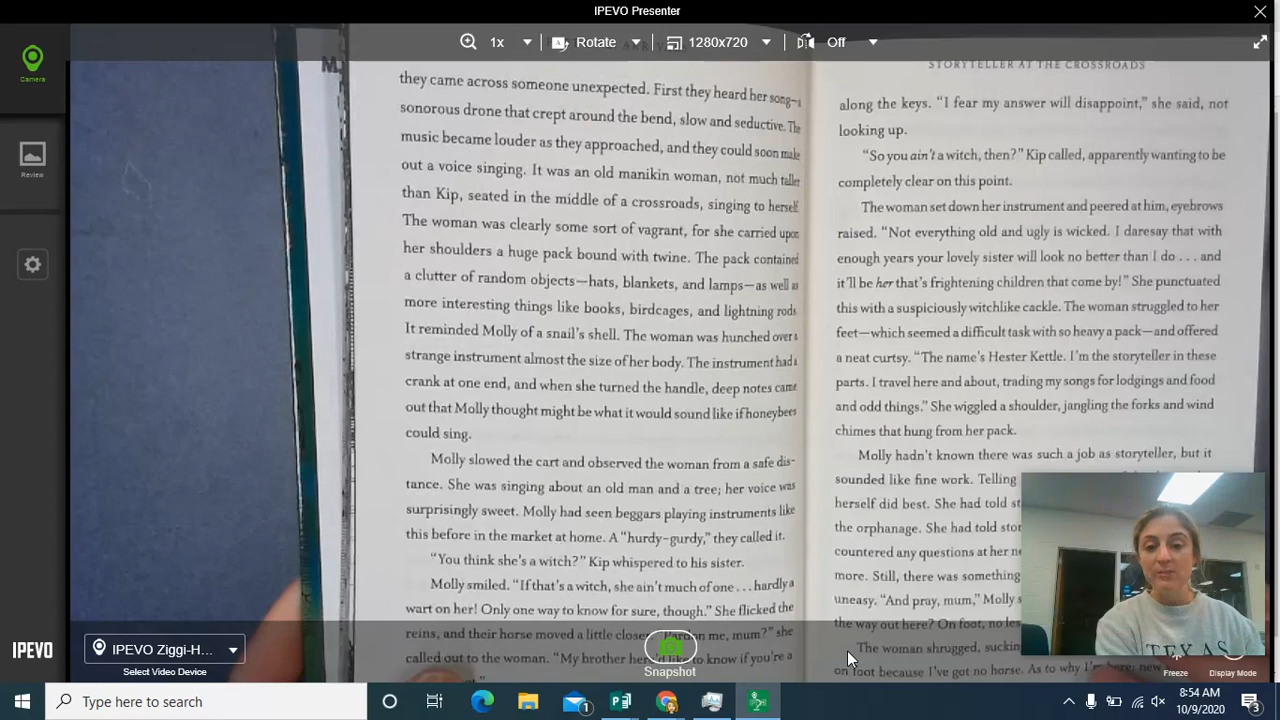 IPEVO Presenter
1x
Rotate
1280x720
Off
Camera
Review
M
they came across someone unexpected. First they heard her song—a
sonorous drone that crept around the bend, slow and seductive. The
music became louder as they approached, and they could soon make
out a voice singing. It was an old manikin woman, not much taller
than Kip, seated in the middle of a crossroads, singing to herself
The woman was clearly some sort of vagrant, for she carried upon
her shoulders a huge pack bound with twine. The pack contained
a clutter of random objects—hats, blankets, and lamps—as well as
more interesting things like books, birdcages, and lightning rods
It reminded Molly of a snail's shell. The woman was hunched over a
strange instrument almost the size of her body. The instrument had a
crank at one end, and when she turned the handle, deep notes came
out that Molly thought might be what it would sound like if honeybees
could sing.
Molly slowed the cart and observed the woman from a safe dis-
tance. She was singing about an old man and a tree; her voice was
surprisingly sweet. Molly had seen beggars playing instruments like
this before in the market at home. A "hurdy-gurdy," they called it.
"You think she's a witch?" Kip whispered to his sister.
Molly smiled. "If that's a witch, she ain't much of one . . . hardly a
wart on her! Only one way to know for sure, though." She flicked the
reins, and their horse moved a little closer. "Pardon me, mum?" she
called out to the woman. "My brother here'd like to know if you're a
STORYTELLER AT THE CROSSROADS
along the keys. "I fear my answer will disappoint," she said, not
looking up.
"So you ain't a witch, then?" Kip called, apparently wanting to be
completely clear on this point.
The woman set down her instrument and peered at him, eyebrows
raised. "Not everything old and ugly is wicked. I daresay that with
enough years your lovely sister will look no better than I do . . . and
it'll be her that's frightening children that come by!" She punctuated
this with a suspiciously witchlike cackle. The woman struggled to her
feet—which seemed a difficult task with so heavy a pack—and offered
a neat curtsy. "The name's Hester Kettle. I'm the storyteller in these
parts. I travel here and about, trading my songs for lodgings and food
and odd things." She wiggled a shoulder, jangling the forks and wind
chimes that hung from her pack.
Molly hadn't known there was such a job as storyteller, but it
sounded like fine work. Telling
herself did best. She had told
the orphanage. She had told
countered any questions at her
more. Still, there was something
uneasy. "And pray, mum," Molly
the way out here? On foot, no
The woman shrugged,
on foot because I've got no horse. As to why I'm here: new
TEXAS
IPEVO
IPEVO Ziggi-H...
Select Video Device
Snapshot
Freeze
Display Mode
Type here to search
1
8:54 AM
10/9/2020
3